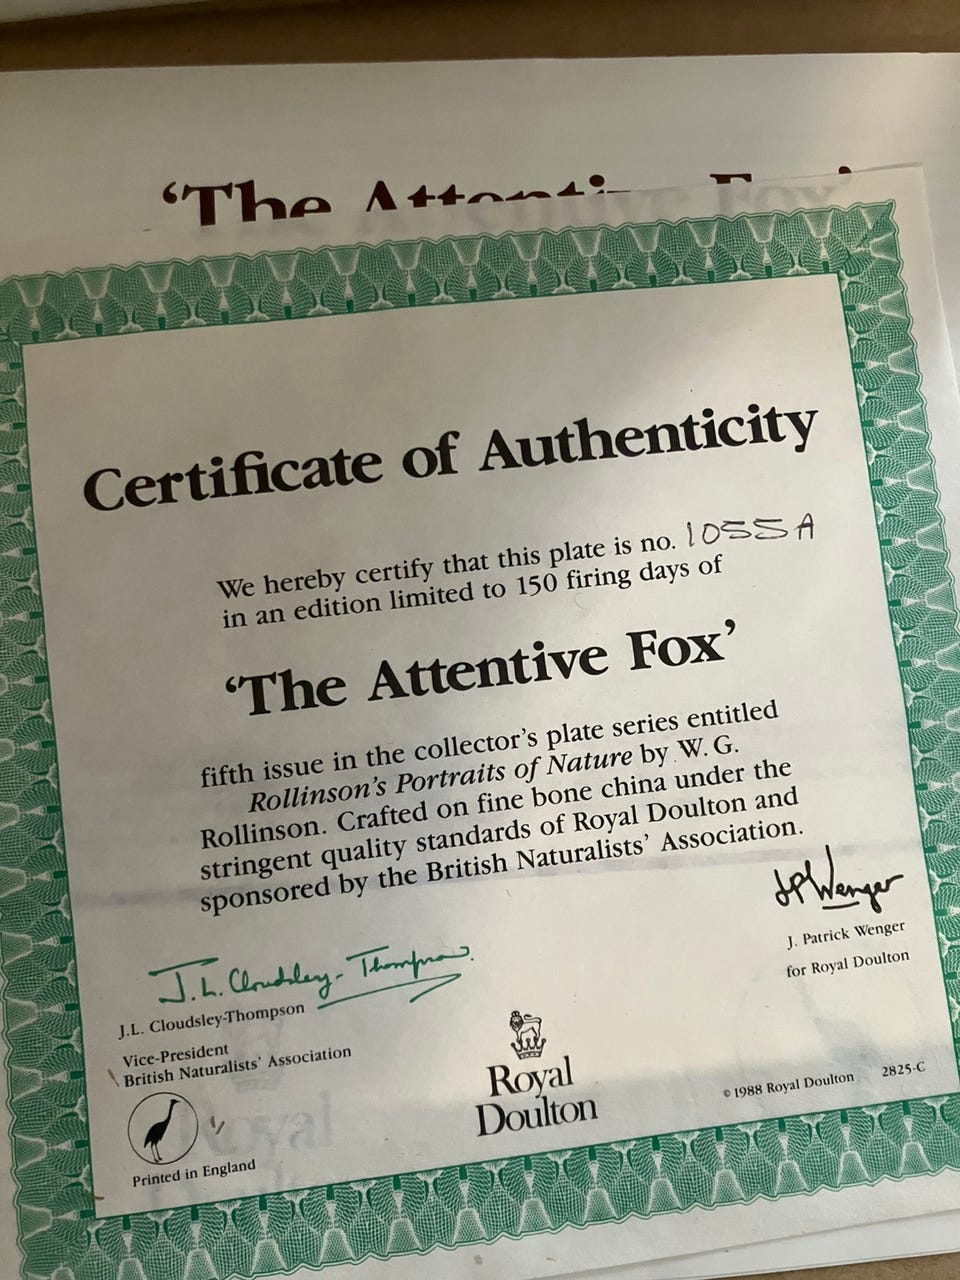 ‘The Attentive Fox’
Certificate of Authenticity
We hereby certify that this plate is no. 1055A
in an edition limited to 150 firing days of
‘The Attentive Fox’
fifth issue in the collector’s plate series entitled
Rollinson’s Portraits of Nature by W. G.
Rollinson. Crafted on fine bone china under the
stringent quality standards of Royal Doulton and
sponsored by the British Naturalists’ Association.
J.L. Cloudsley-Thompson.
J.L. Cloudsley-Thompson
Vice-President
British Naturalists’ Association
Printed in England
Royal
Doulton
JPWenger
J. Patrick Wenger
for Royal Doulton
© 1988 Royal Doulton 2825-C